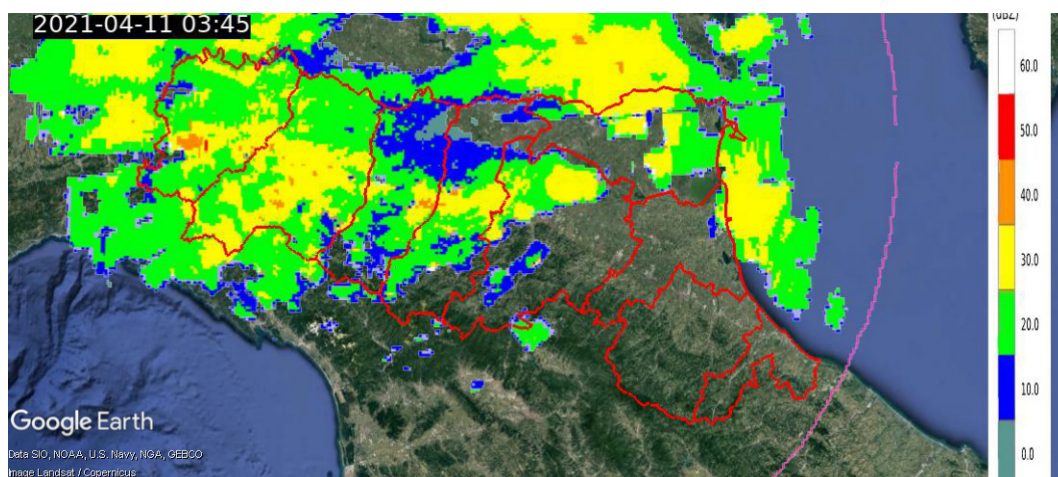 2021-04-11 03:45
(dBZ)
60.0
50.0
40.0
30.0
20.0
10.0
0.0
Google Earth
Data SIO, NOAA, U.S. Navy, NGA, GEBCO
Image Landsat / Copernicus